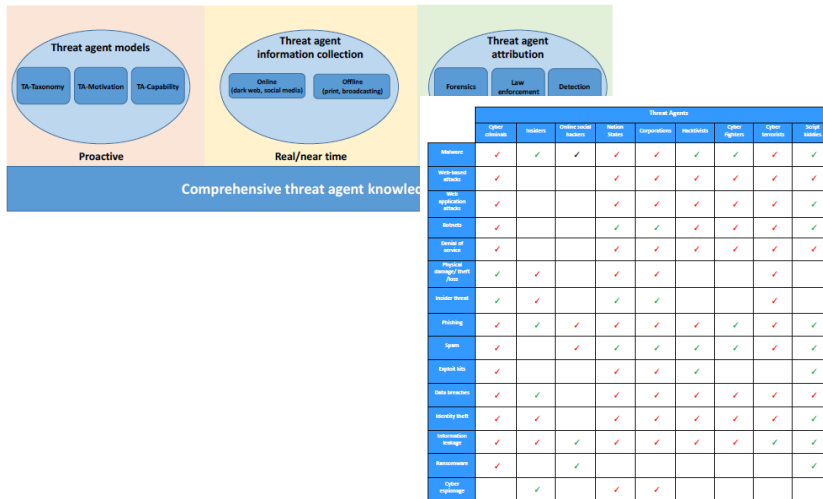 Threat agent models
TA-Taxonomy
TA-Motivation
TA-Capability
Proactive
Threat agent
information collection
Online
(dark web, social media)
Offline
(print, broadcasting)
Real/near time
Threat agent
attribution
Forensics
Law
enforcement
Detection
Comprehensive threat agent knowlec
Threat Agents
Cyber
criminals
Insiders
Online social
hackers
Nation
States
Corporations
Hacktivists
Cyber
Fighters
Cyber
terrorists
Script
kiddies
Malware ✓ ✓ ✓ ✓ ✓ ✓ ✓ ✓ ✓
Web-based
attacks ✓ ✓ ✓ ✓ ✓ ✓ ✓
Web
application
attacks ✓ ✓ ✓ ✓ ✓ ✓ ✓
Botnets ✓ ✓ ✓ ✓ ✓ ✓ ✓
Denial of
service ✓ ✓ ✓ ✓ ✓ ✓ ✓
Physical
damage/ theft
/loss ✓ ✓ ✓ ✓ ✓
Insider threat ✓ ✓ ✓ ✓ ✓
Phishing ✓ ✓ ✓ ✓ ✓ ✓ ✓ ✓ ✓
Spam ✓ ✓ ✓ ✓ ✓ ✓ ✓ ✓
Exploit kits ✓ ✓ ✓ ✓ ✓
Data breaches ✓ ✓ ✓ ✓ ✓ ✓ ✓ ✓
Identity theft ✓ ✓ ✓ ✓ ✓ ✓ ✓ ✓
Information
leakage ✓ ✓ ✓ ✓ ✓ ✓ ✓ ✓ ✓
Ransomware ✓ ✓ ✓
Cyber
espionage ✓ ✓ ✓